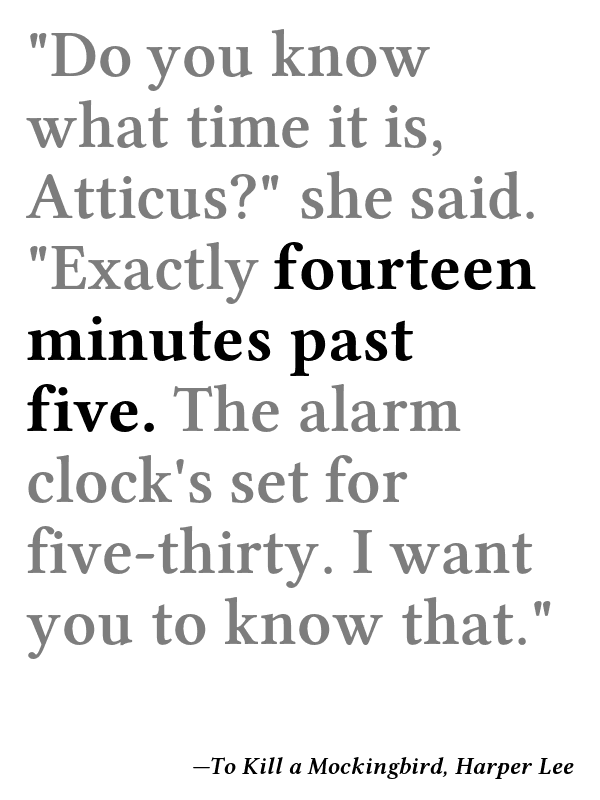 "Do you know
what time it is,
Atticus?" she said.
"Exactly fourteen
minutes past
five. The alarm
clock's set for
five-thirty. I want
you to know that."
—To Kill a Mockingbird, Harper Lee